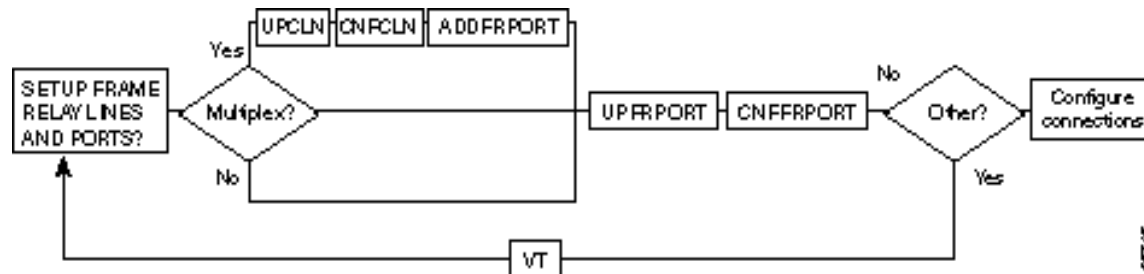 UPCLN
CNFCLN
ADDFRPORT
Yes
SETUP FRAME
RELAY LINES
AND PORTS?
Multiplex?
No
UPFRPORT
CNFFRPORT
No
Other?
Yes
Configure
connections
VT